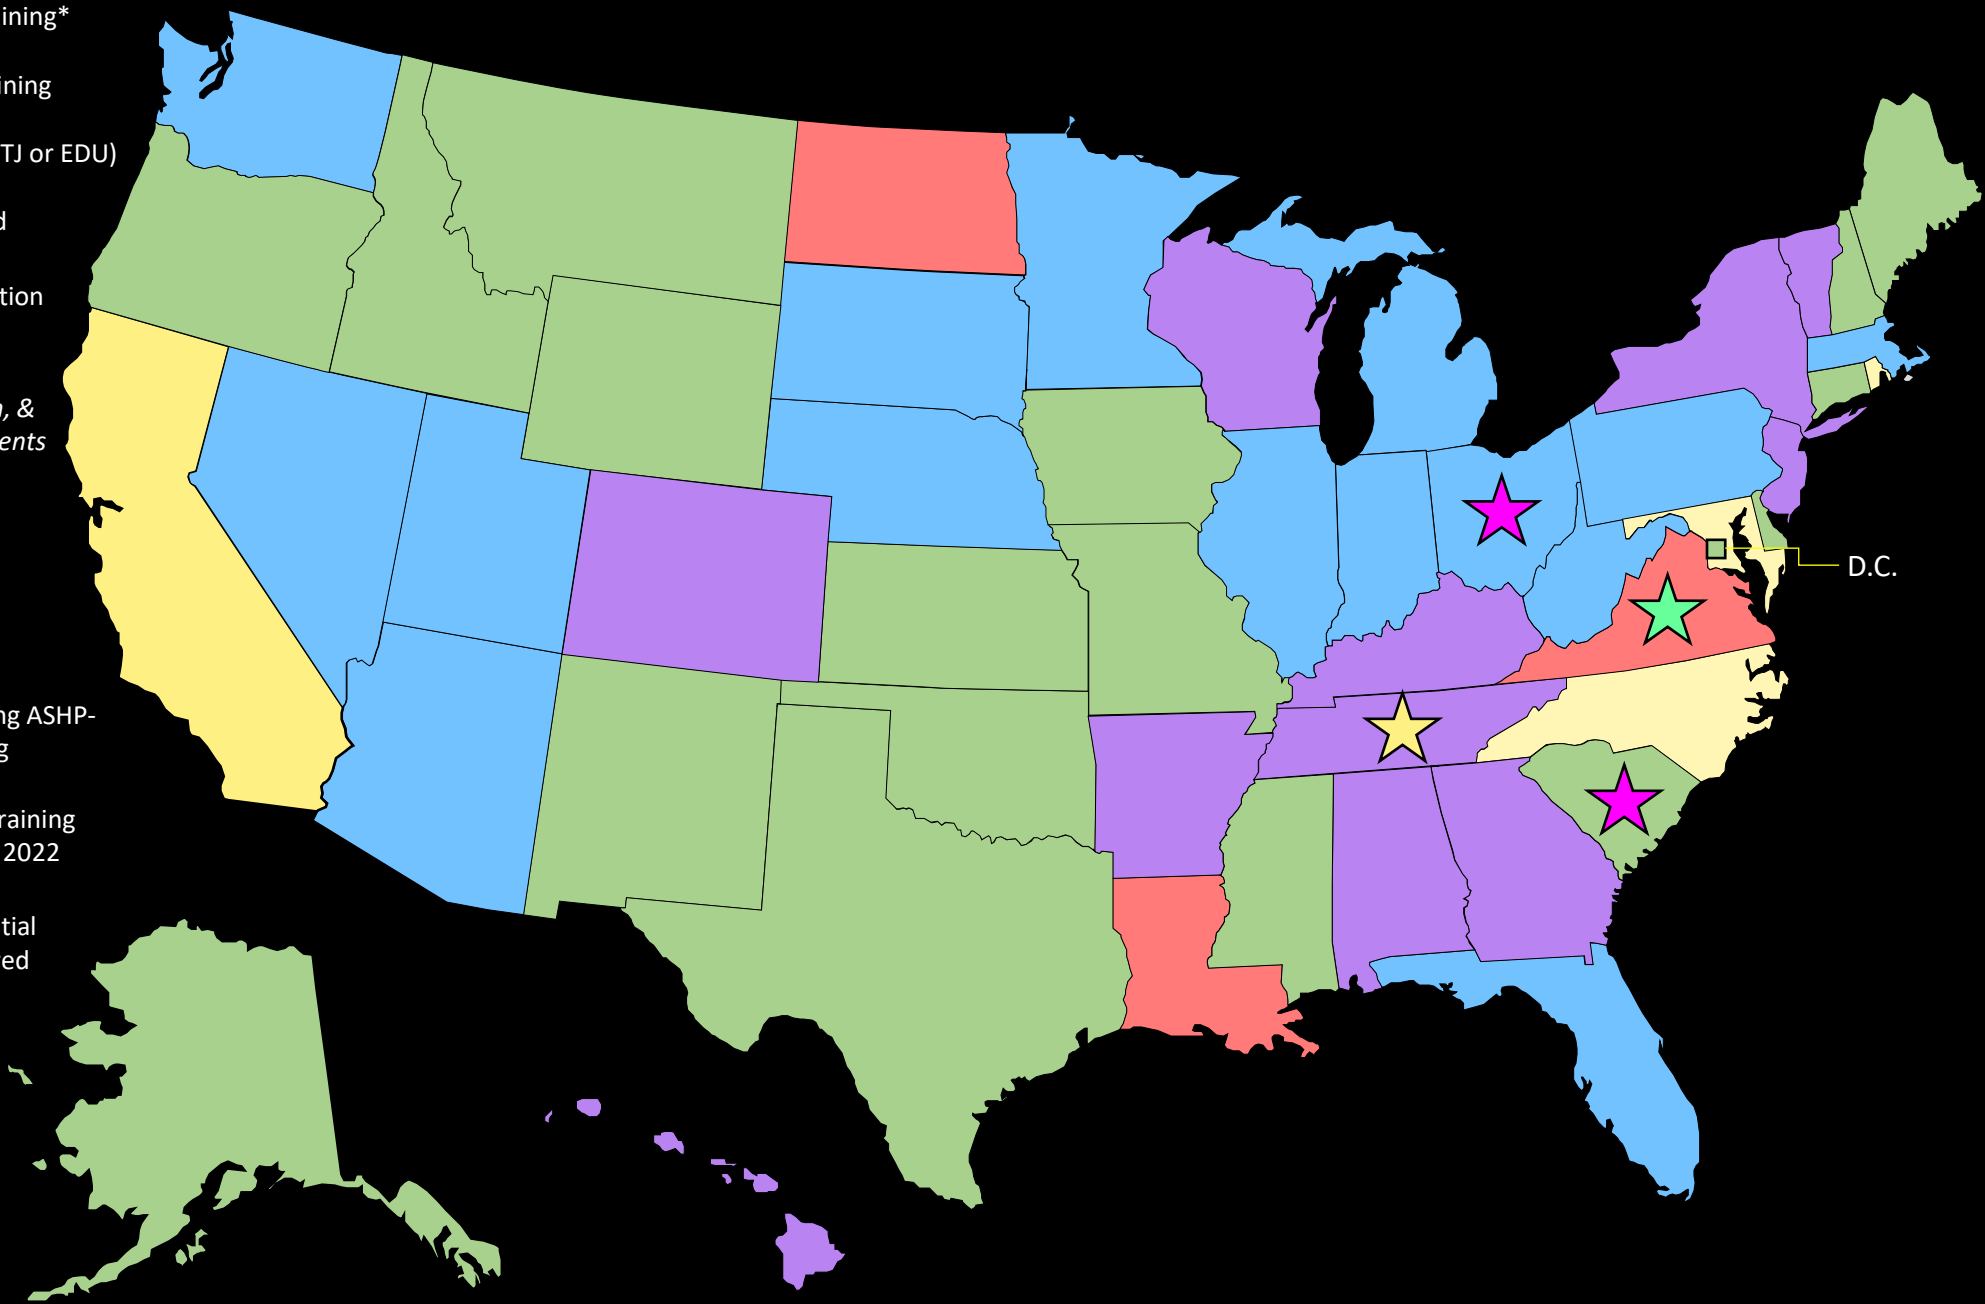 ining*
ining
TJ or EDU)
d
tion
n, &
ents
D.C.
ng ASHP-
g
raining
2022
tial
ed